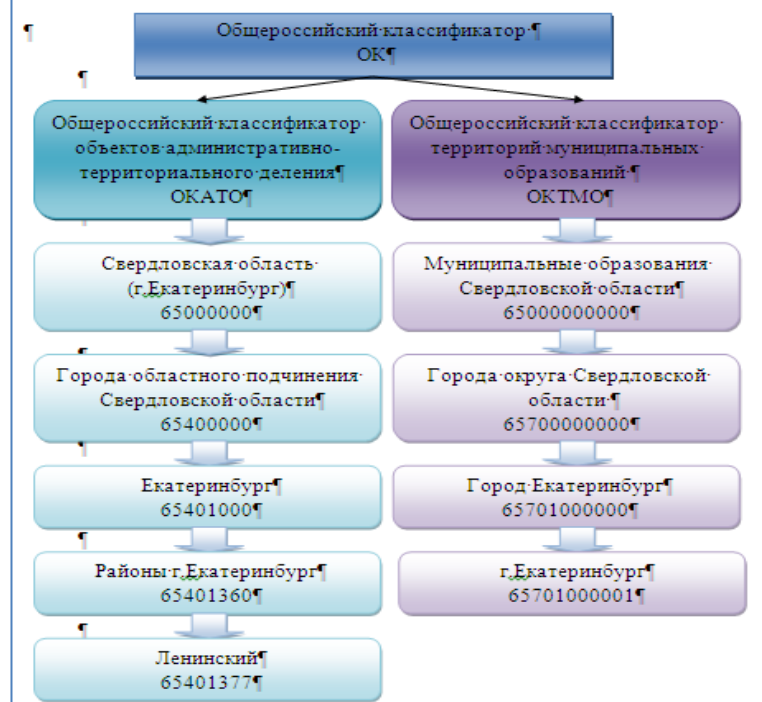 Общероссийский классификатор ¶
ОК¶
¶
¶
Общероссийский классификатор
объектов административно-
территориального деления¶
ОКАТО¶
Свердловская область
(г.Екатеринбург)¶
65000000¶
¶
Города областного подчинения
Свердловской области¶
65400000¶
¶
Екатеринбург¶
65401000¶
¶
Районы г.Екатеринбург¶
65401360¶
¶
Ленинский¶
65401377¶
Общероссийский классификатор
территорий муниципальных
образований ¶
ОКТМО¶
Муниципальные образования
Свердловской области¶
65000000000¶
Города округа Свердловской
области ¶
65700000000¶
Город Екатеринбург¶
65701000000¶
г.Екатеринбург¶
65701000001¶